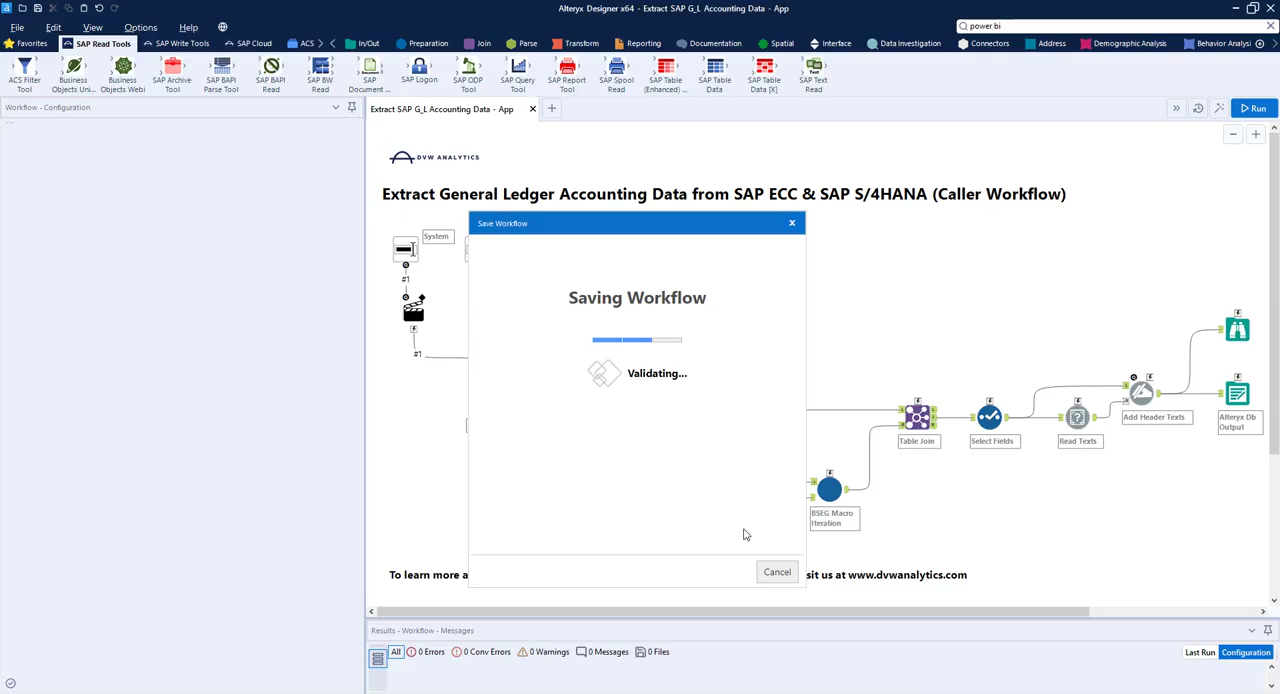 Alteryx Designer x64 - Extract SAP G_L Accounting Data - App
File Edit View Options Help
power bi
Favorites SAP Read Tools SAP Write Tools SAP Cloud ACS In/Out Preparation Join Parse Transform Reporting Documentation Spatial Interface Data Investigation Connectors Address Demographic Analysis Behavior Analysi
ACS Filter Tool
Business Objects Uni...
Business Objects Webi
SAP Archive Tool
SAP BAPI Parse Tool
SAP BAPI Read
SAP BW Read
SAP Document ...
SAP Logon
SAP ODP Tool
SAP Query Tool
SAP Report Tool
SAP Spool Read
SAP Table (Enhanced) ...
SAP Table Data
SAP Table Data [X]
SAP Text Read
Workflow - Configuration
Extract SAP G_L Accounting Data - App
Run
DVW ANALYTICS
Extract General Ledger Accounting Data from SAP ECC & SAP S/4HANA (Caller Workflow)
System
#1
#1
Save Workflow
Saving Workflow
Validating...
Cancel
Table Join
Select Fields
Read Texts
Add Header Texts
Alteryx Db
Output
BSEG Macro
Iteration
To learn more a
sit us at www.dvwanalytics.com
Results - Workflow - Messages
All 0 Errors 0 Conv Errors 0 Warnings 0 Messages 0 Files
Last Run Configuration